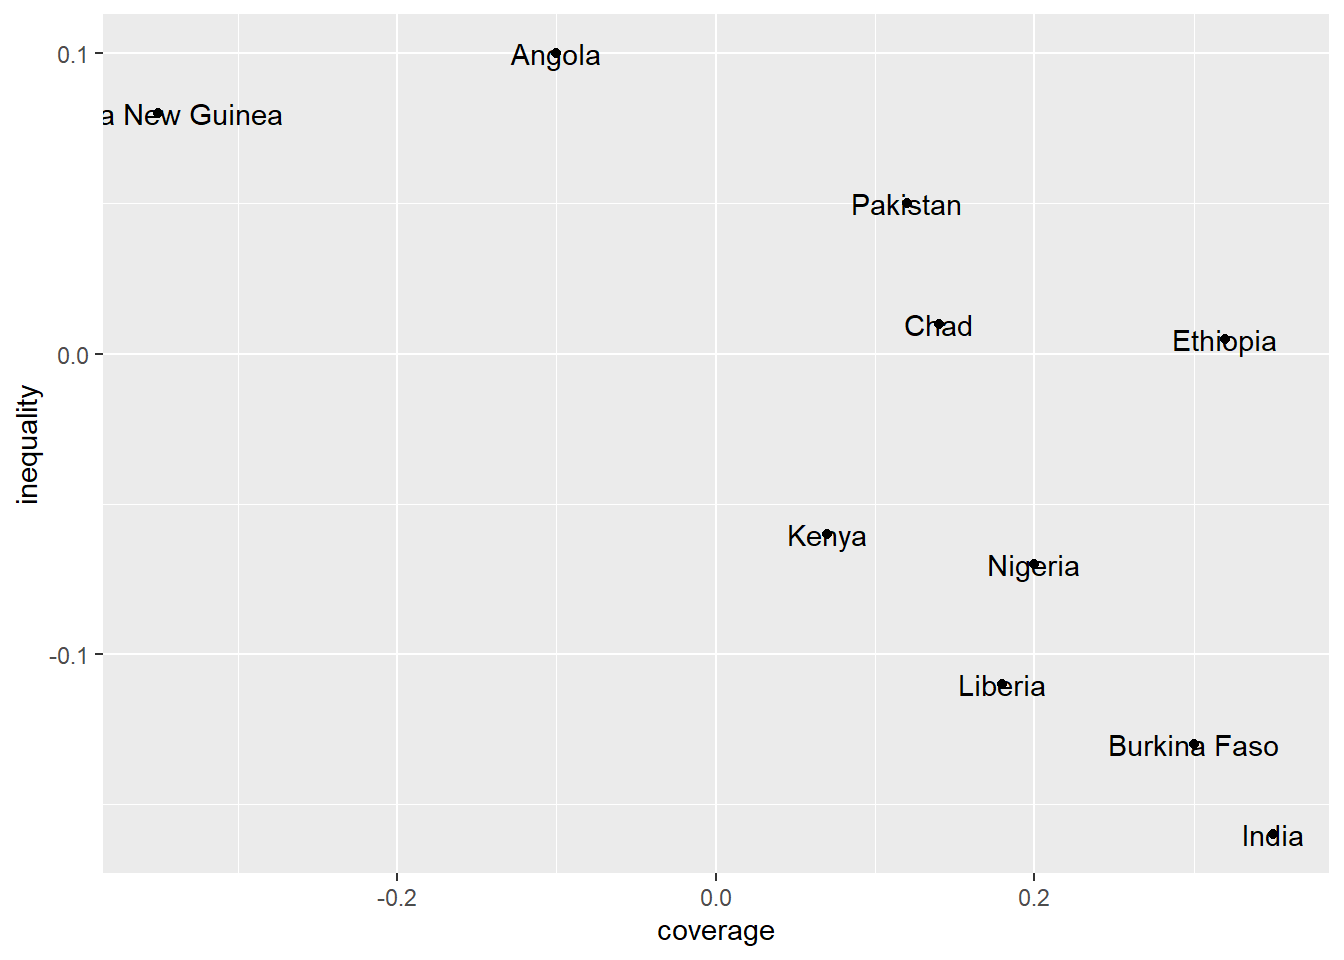 0.1
Angola
a New Guinea
Pakistan
Chad
Ethiopia
0.0
inequality
Kenya
Nigeria
-0.1
Liberia
Burkina Faso
India
-0.2 0.0 0.2
coverage